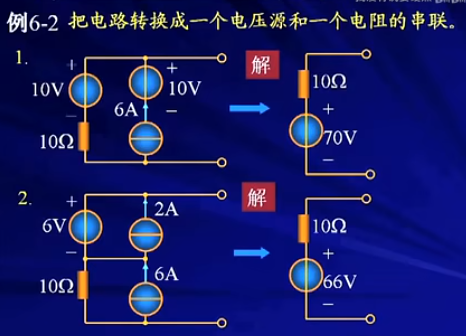 例6-2 把电路转换成一个电压源和一个电阻的串联。
1.
+
10V
−
10Ω
+
10V
−
6A
解
10Ω
+
70V
−
2.
+
6V
−
10Ω
2A
6A
解
10Ω
+
66V
−